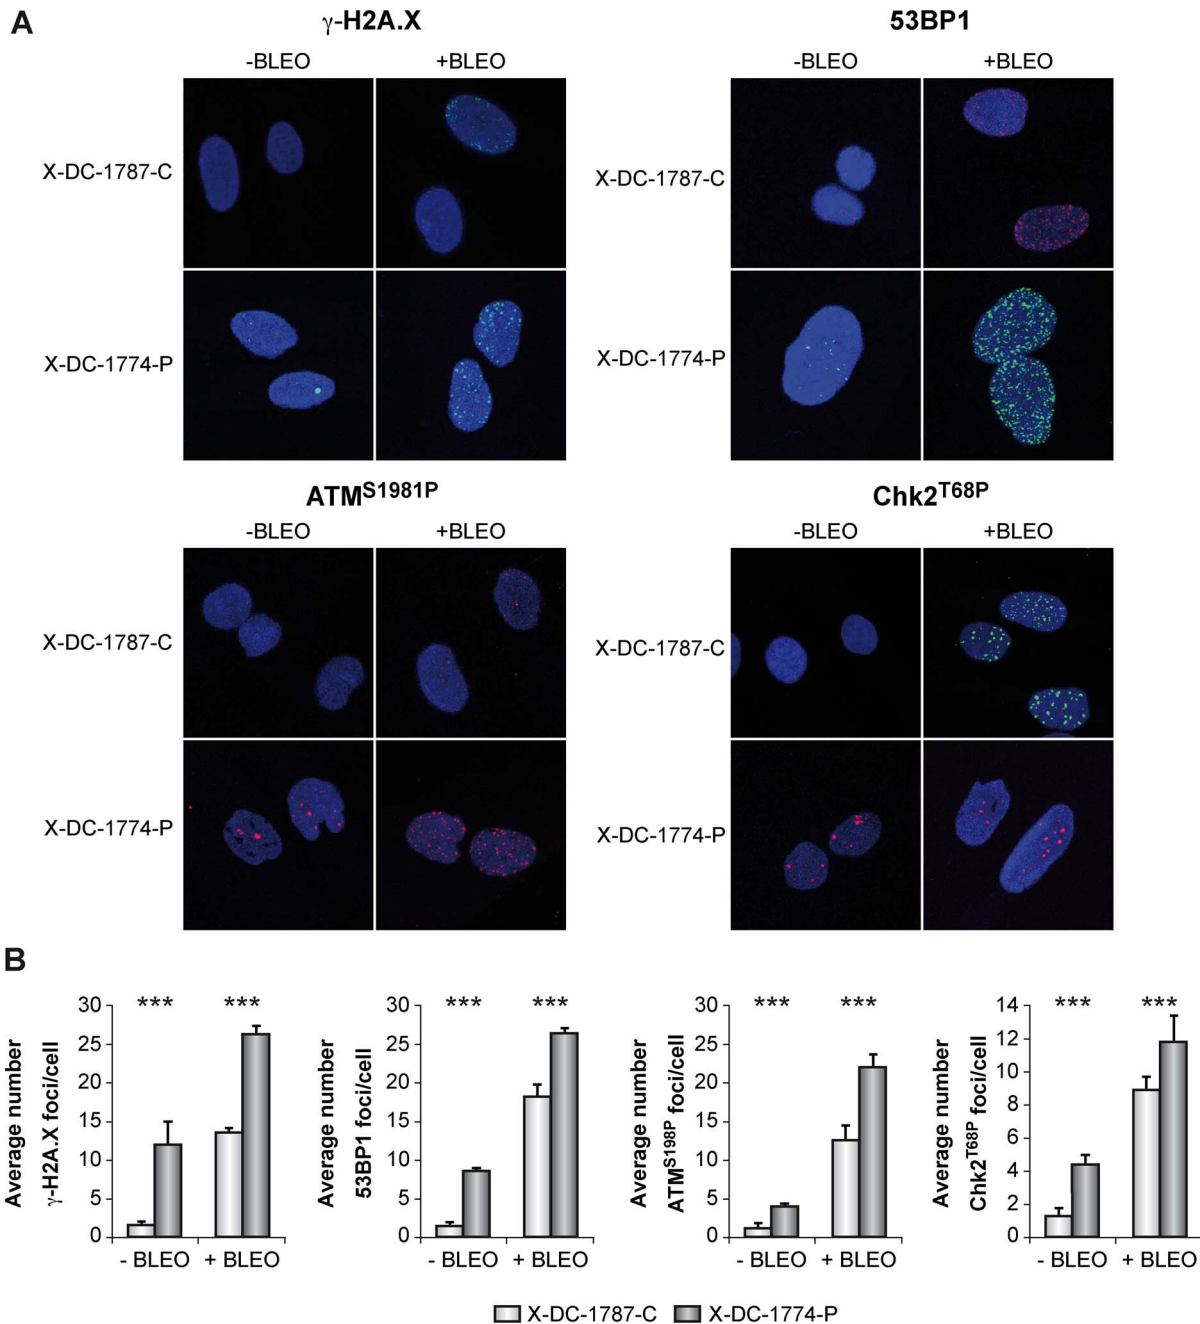 A
γ-H2A.X
53BP1
-BLEO +BLEO
-BLEO +BLEO
X-DC-1787-C
X-DC-1787-C
X-DC-1774-P
X-DC-1774-P
ATMS1981P
Chk2T68P
-BLEO +BLEO
-BLEO +BLEO
X-DC-1787-C
X-DC-1787-C
X-DC-1774-P
X-DC-1774-P
B
Average number
γ-H2A.X foci/cell
30
25
20
15
10
5
0
*** ***
- BLEO + BLEO
Average number
53BP1 foci/cell
30
25
20
15
10
5
0
*** ***
- BLEO + BLEO
Average number
ATMS198P foci/cell
30
25
20
15
10
5
0
*** ***
- BLEO + BLEO
Average number
Chk2T68P foci/cell
14
12
10
8
6
4
2
0
*** ***
- BLEO + BLEO
X-DC-1787-C X-DC-1774-P